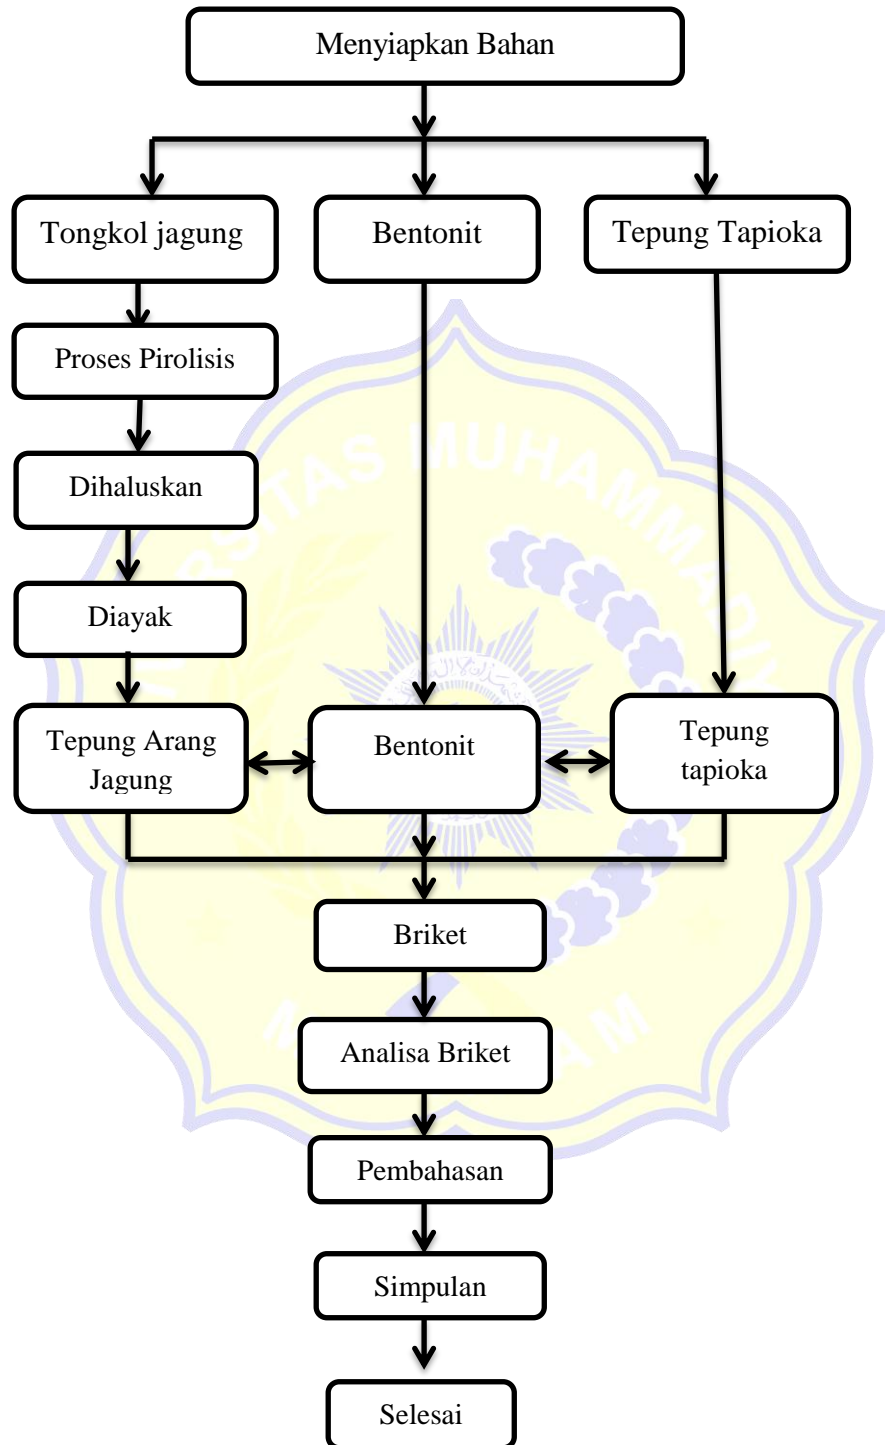 Menyiapkan Bahan
Tongkol jagung
Bentonit
Tepung Tapioka
Proses Pirolisis
Dihaluskan
Diayak
Tepung Arang
Jagung
Bentonit
Tepung
tapioka
Briket
Analisa Briket
Pembahasan
Simpulan
Selesai
MUHAMMADIY